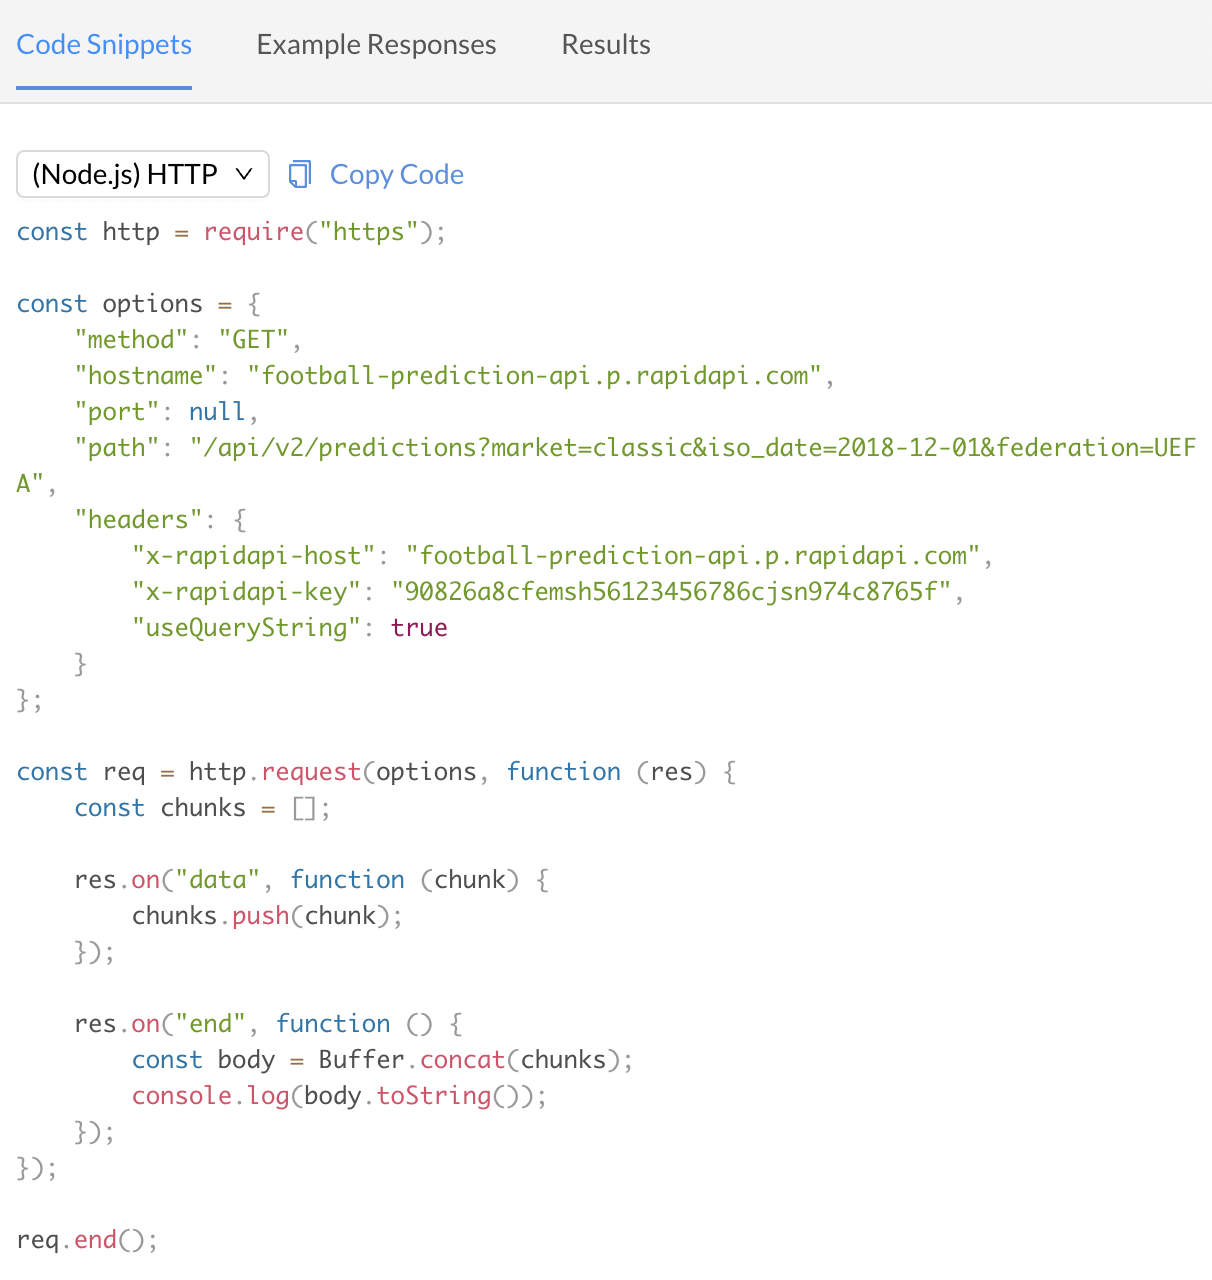 Code Snippets Example Responses Results
(Node.js) HTTP Copy Code
const http = require("https");
const options = {
    "method": "GET",
    "hostname": "football-prediction-api.p.rapidapi.com",
    "port": null,
    "path": "/api/v2/predictions?market=classic&iso_date=2018-12-01&federation=UEF
A",
    "headers": {
        "x-rapidapi-host": "football-prediction-api.p.rapidapi.com",
        "x-rapidapi-key": "90826a8cfemsh56123456786cjsn974c8765f",
        "useQueryString": true
    }
};
const req = http.request(options, function (res) {
    const chunks = [];
    res.on("data", function (chunk) {
        chunks.push(chunk);
    });
    res.on("end", function () {
        const body = Buffer.concat(chunks);
        console.log(body.toString());
    });
});
req.end();